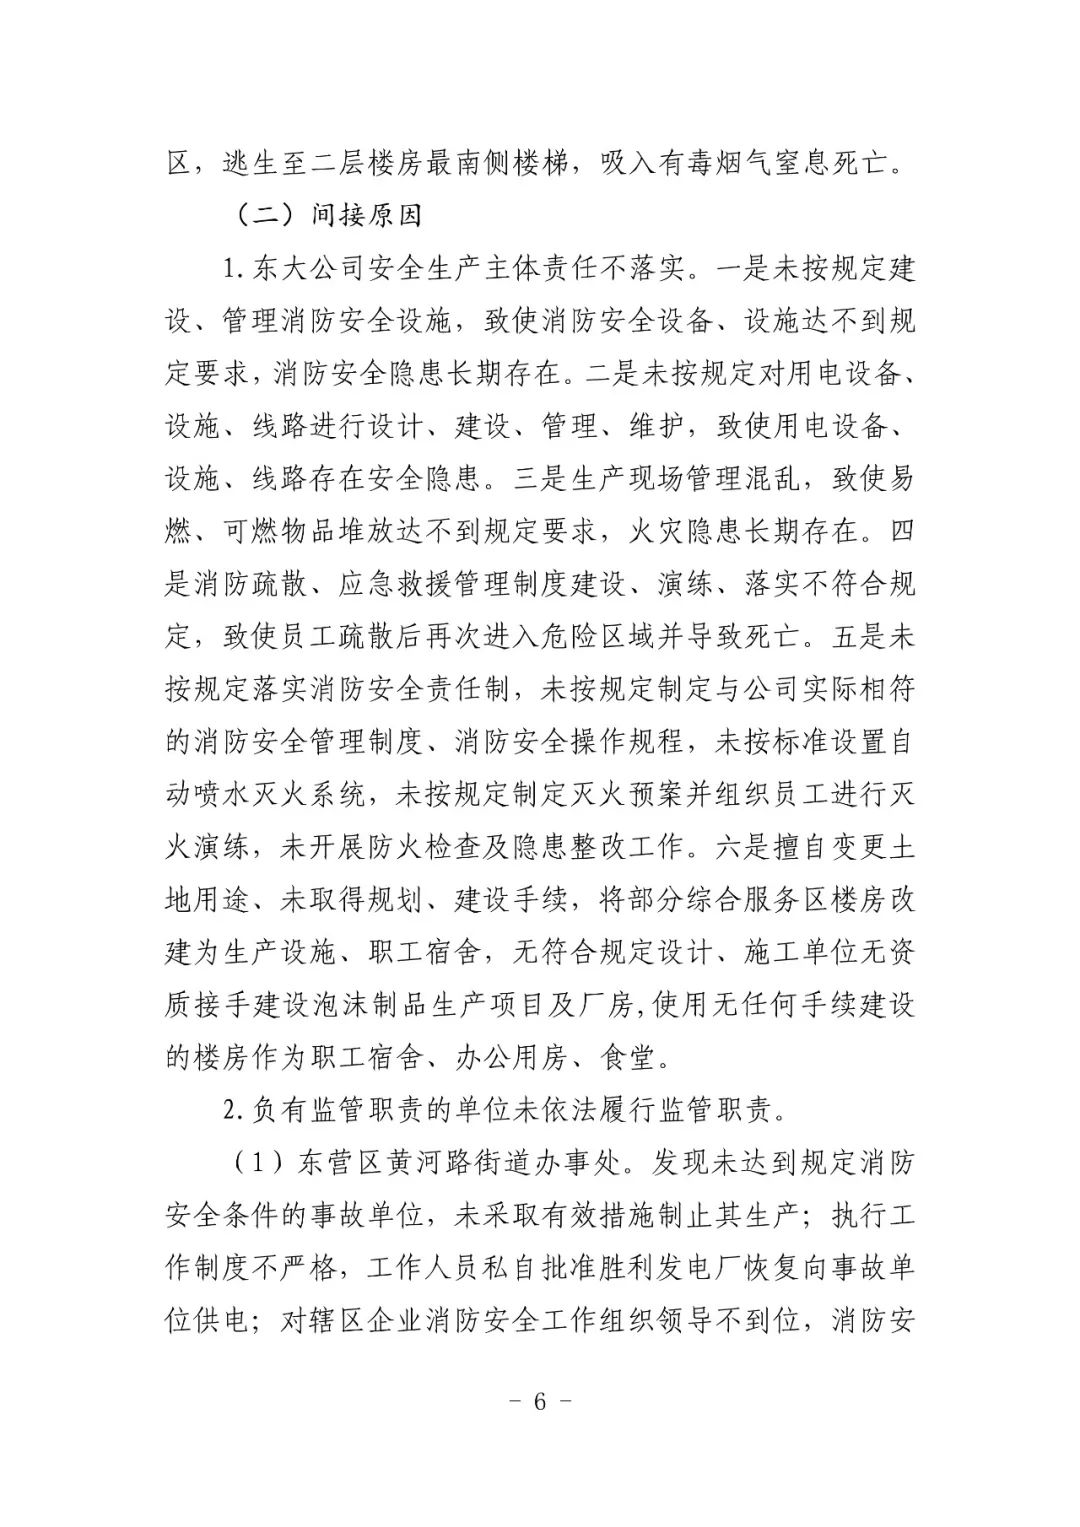 区，逃生至二层楼房最南侧楼梯，吸入有毒烟气窒息死亡。
（二）间接原因
1.东大公司安全生产主体责任不落实。一是未按规定建
设、管理消防安全设施，致使消防安全设备、设施达不到规
定要求，消防安全隐患长期存在。二是未按规定对用电设备、
设施、线路进行设计、建设、管理、维护，致使用电设备、
设施、线路存在安全隐患。三是生产现场管理混乱，致使易
燃、可燃物品堆放达不到规定要求，火灾隐患长期存在。四
是消防疏散、应急救援管理制度建设、演练、落实不符合规
定，致使员工疏散后再次进入危险区域并导致死亡。五是未
按规定落实消防安全责任制，未按规定制定与公司实际相符
的消防安全管理制度、消防安全操作规程，未按标准设置自
动喷水灭火系统，未按规定制定灭火预案并组织员工进行灭
火演练，未开展防火检查及隐患整改工作。六是擅自变更土
地用途、未取得规划、建设手续，将部分综合服务区楼房改
建为生产设施、职工宿舍，无符合规定设计、施工单位无资
质接手建设泡沫制品生产项目及厂房,使用无任何手续建设
的楼房作为职工宿舍、办公用房、食堂。
2.负有监管职责的单位未依法履行监管职责。
（1）东营区黄河路街道办事处。发现未达到规定消防
安全条件的事故单位，未采取有效措施制止其生产；执行工
作制度不严格，工作人员私自批准胜利发电厂恢复向事故单
位供电；对辖区企业消防安全工作组织领导不到位，消防安
- 6 -